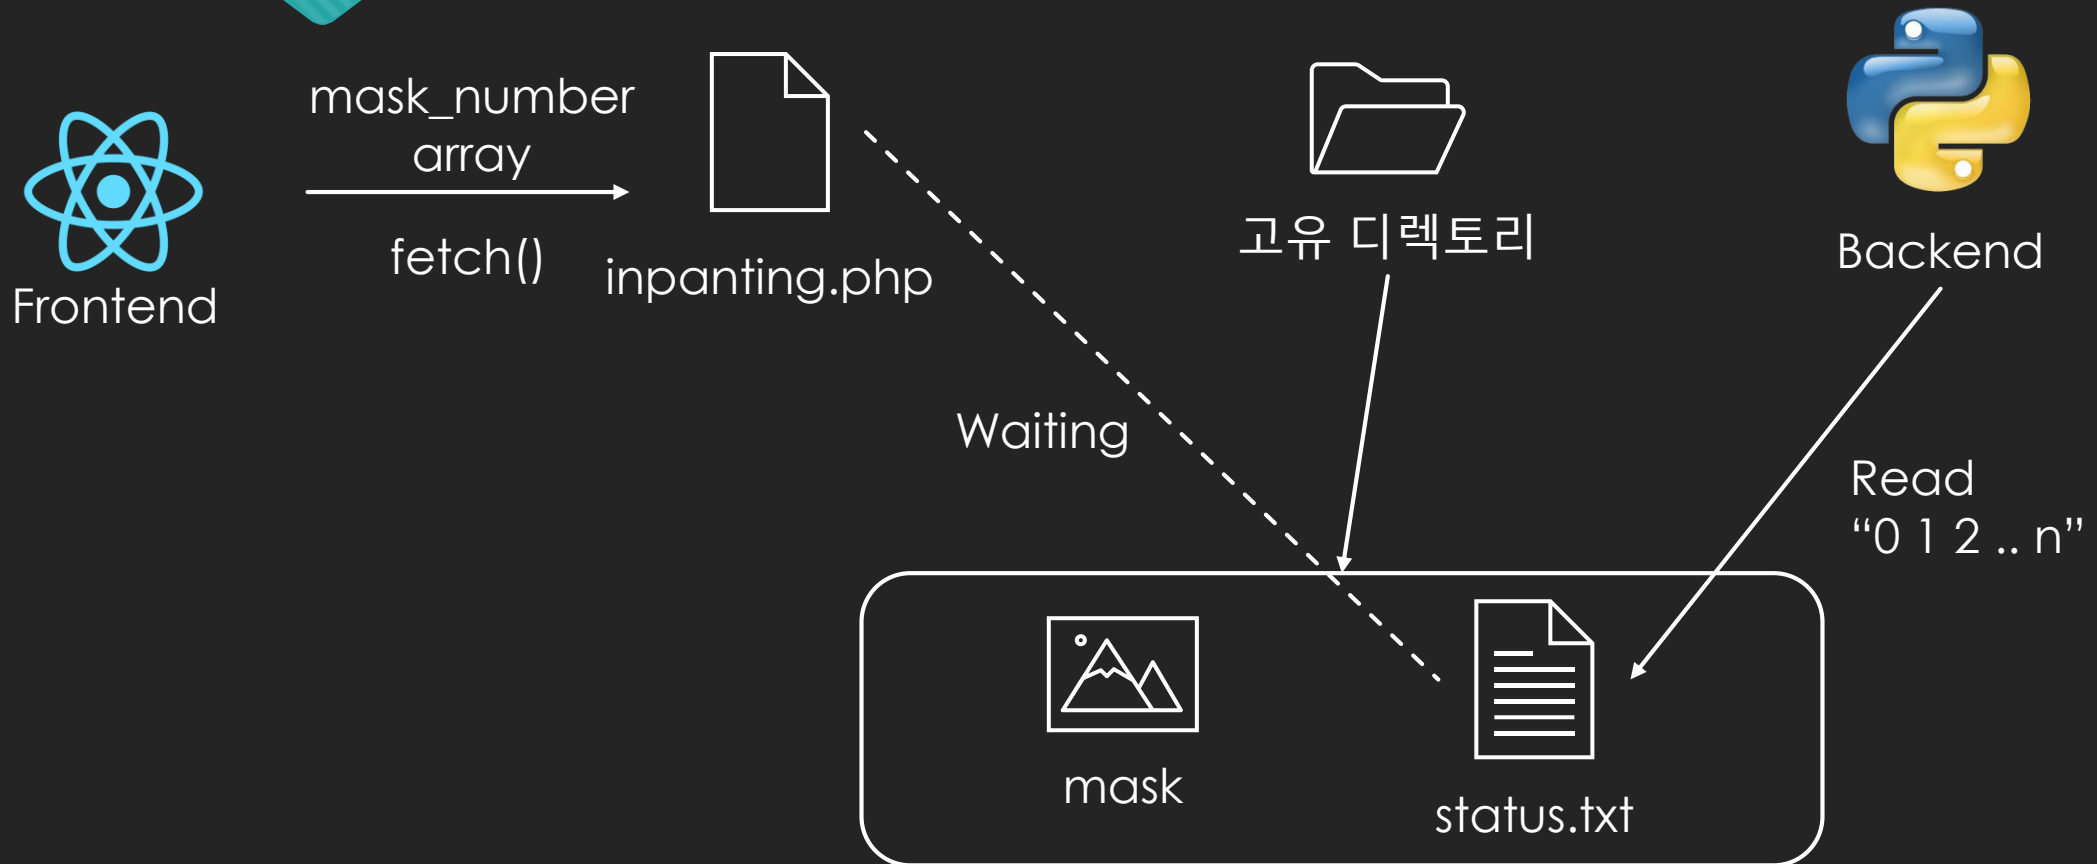 Frontend
mask_number
array
fetch()
inpanting.php
고유 디렉토리
Backend
Waiting
Read
“0 1 2 .. n”
mask
status.txt